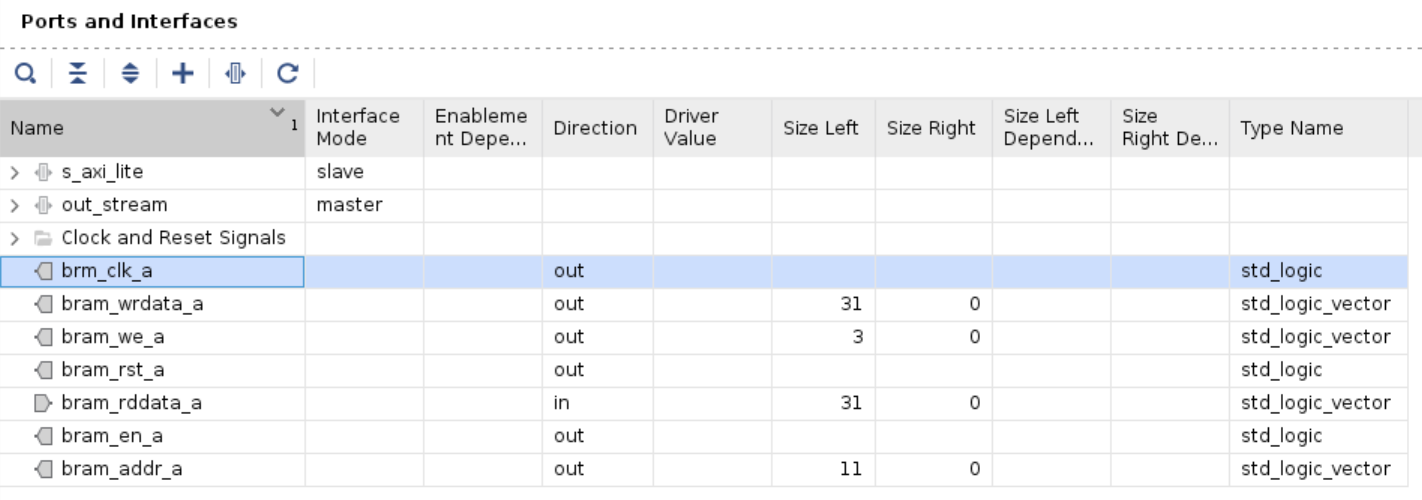 Ports and Interfaces
Name 1 Interface Mode Enableme nt Depe... Direction Driver Value Size Left Size Right Size Left Depend... Size Right De... Type Name
s_axi_lite slave
out_stream master
Clock and Reset Signals
brm_clk_a out std_logic
bram_wrdata_a out 31 0 std_logic_vector
bram_we_a out 3 0 std_logic_vector
bram_rst_a out std_logic
bram_rddata_a in 31 0 std_logic_vector
bram_en_a out std_logic
bram_addr_a out 11 0 std_logic_vector